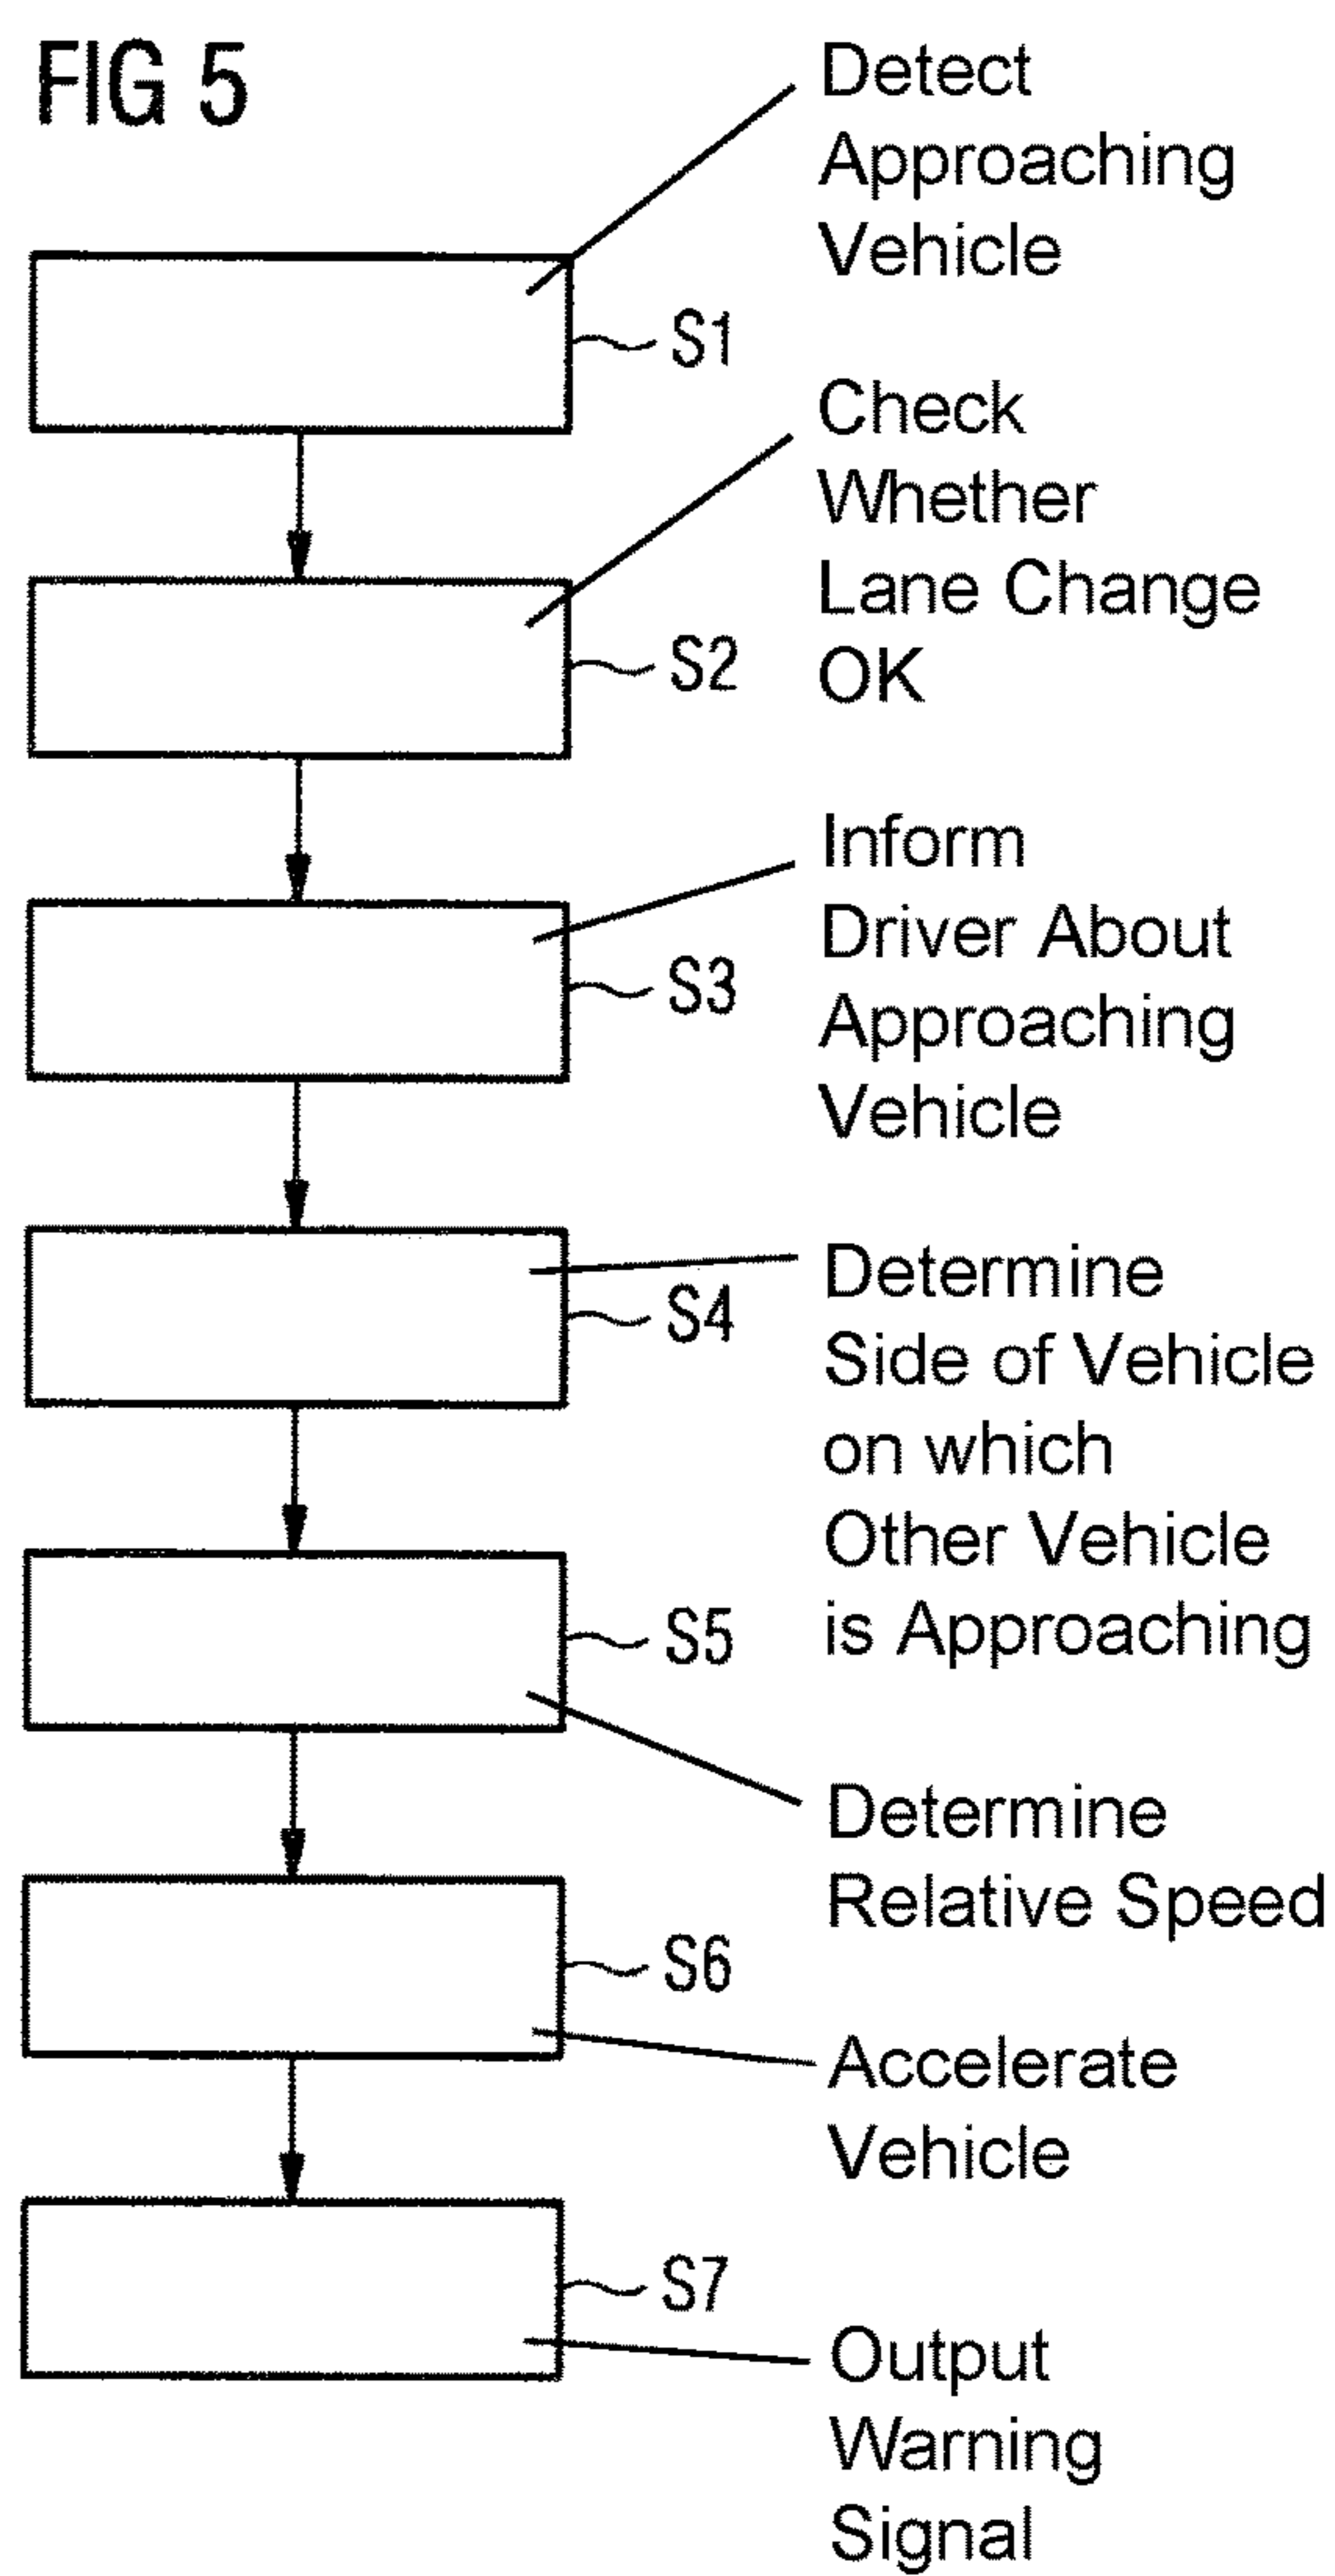 FIG 5
Detect
Approaching
Vehicle
S1
Check
Whether
Lane Change
OK
S2
Inform
Driver About
Approaching
Vehicle
S3
Determine
Side of Vehicle
on which
Other Vehicle
is Approaching
S4
S5
Determine
Relative Speed
S6
Accelerate
Vehicle
S7
Output
Warning
Signal